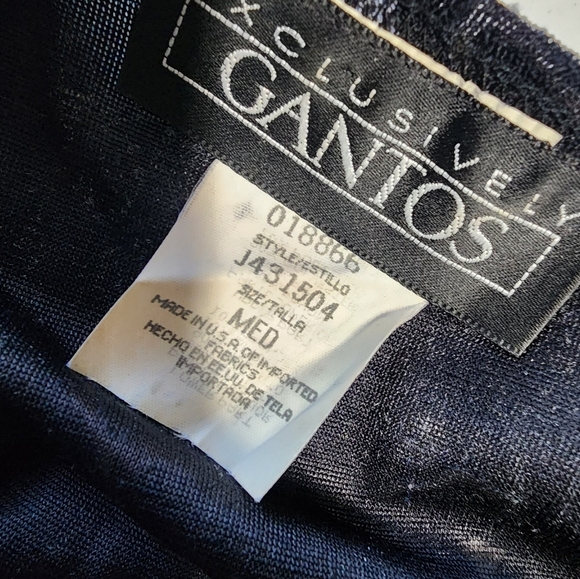 EXCLUSIVELY
GANTOS
018866
STYLE/ESTILO
J431504
SIZE/TALLA
MED
MADE IN U.S.A. OF IMPORTED
FABRICS
HECHO EN EE.UU. DE TELA
IMPORTADA